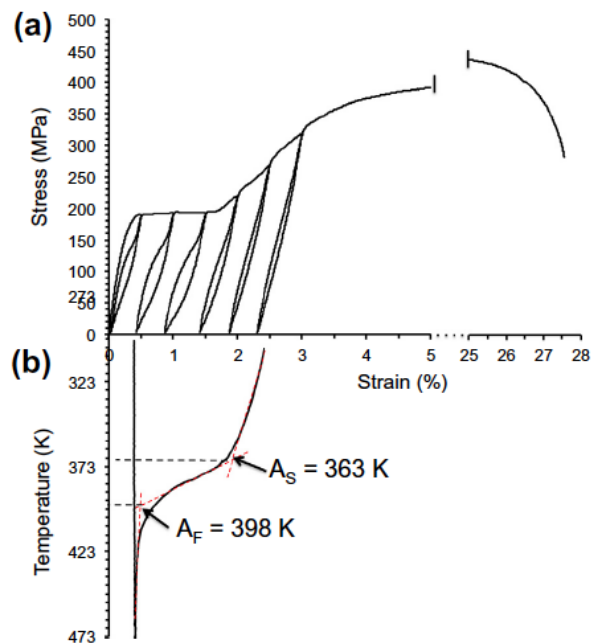 (a)
500
450
400
350
300
250
200
150
100
273
50
0
Stress (MPa)
0 1 2 3 4 5 25 26 27 28
Strain (%)
(b)
323
373
423
473
Temperature (K)
A_S = 363 K
A_F = 398 K